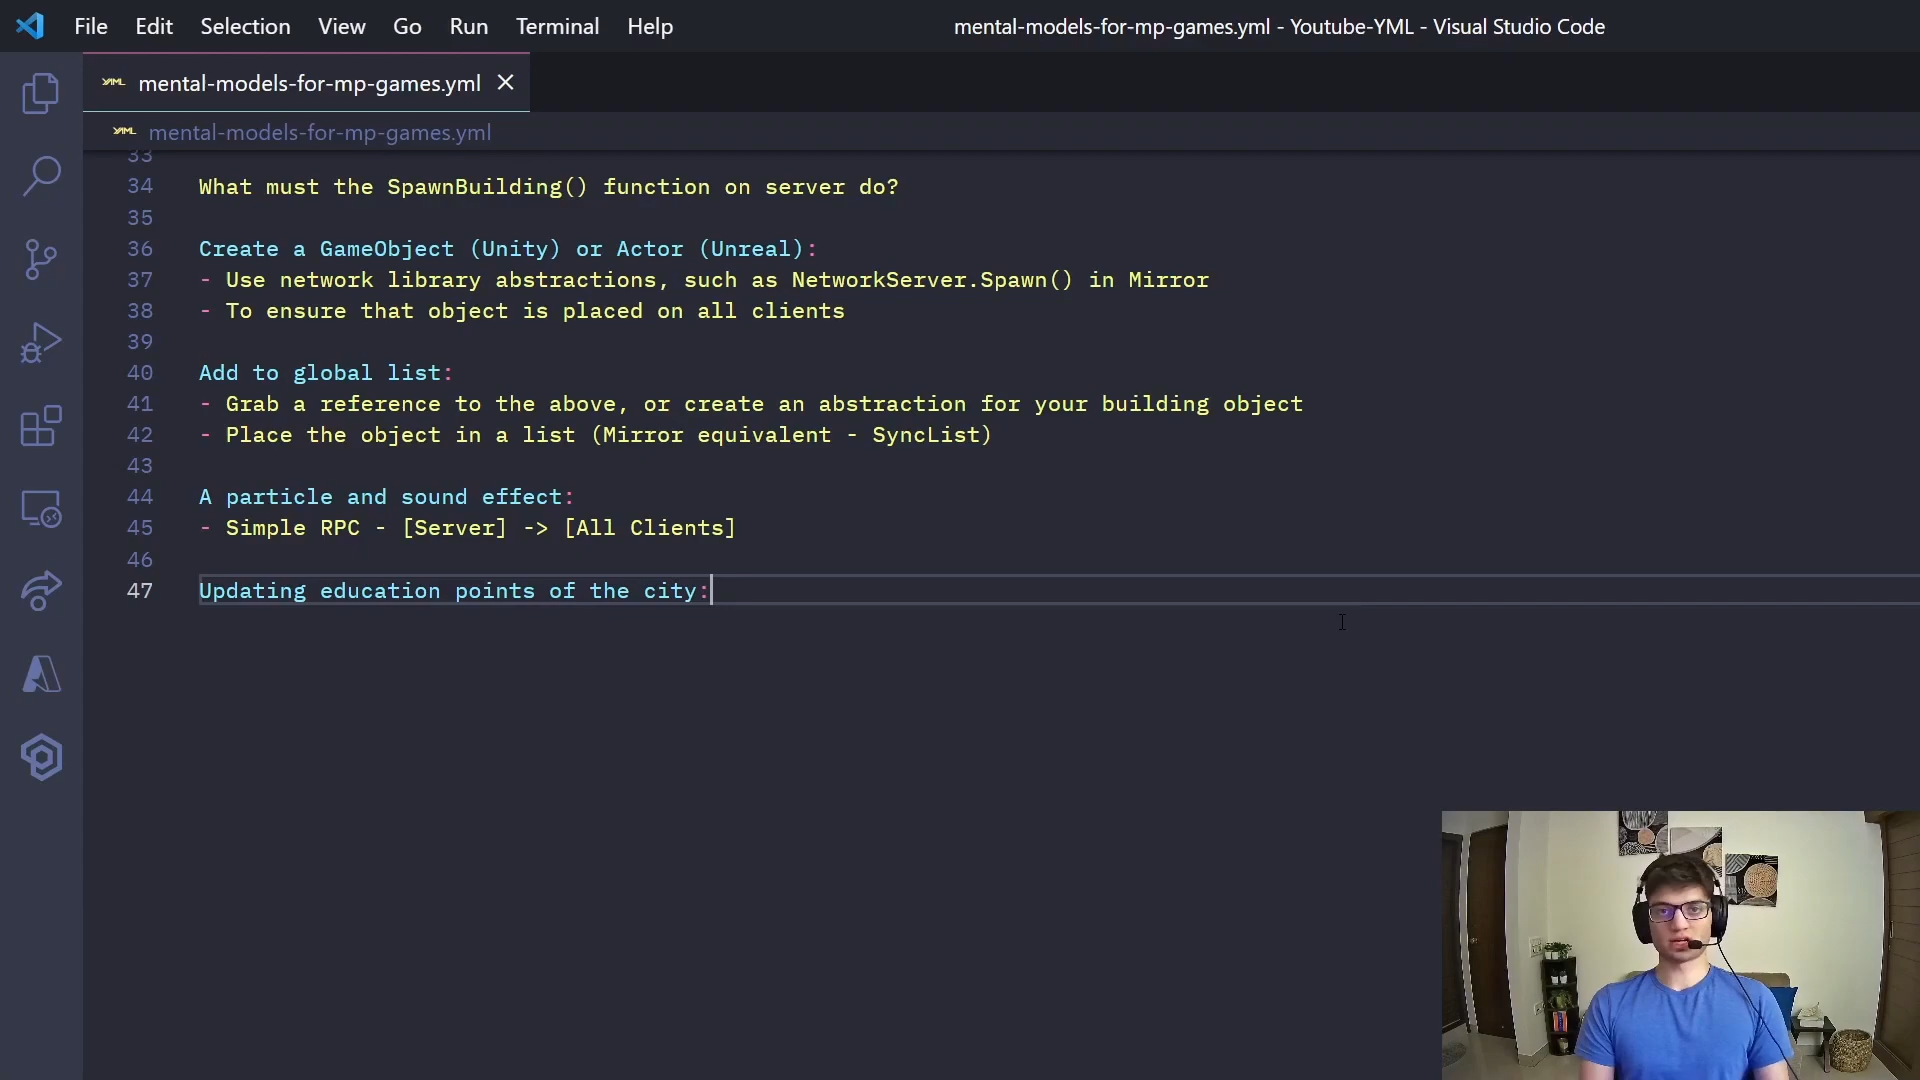 File Edit Selection View Go Run Terminal Help
mental-models-for-mp-games.yml - Youtube-YML - Visual Studio Code
YAML mental-models-for-mp-games.yml
YAML mental-models-for-mp-games.yml
33
34 What must the SpawnBuilding() function on server do?
35
36 Create a GameObject (Unity) or Actor (Unreal):
37 - Use network library abstractions, such as NetworkServer.Spawn() in Mirror
38 - To ensure that object is placed on all clients
39
40 Add to global list:
41 - Grab a reference to the above, or create an abstraction for your building object
42 - Place the object in a list (Mirror equivalent - SyncList)
43
44 A particle and sound effect:
45 - Simple RPC - [Server] -> [All Clients]
46
47 Updating education points of the city: